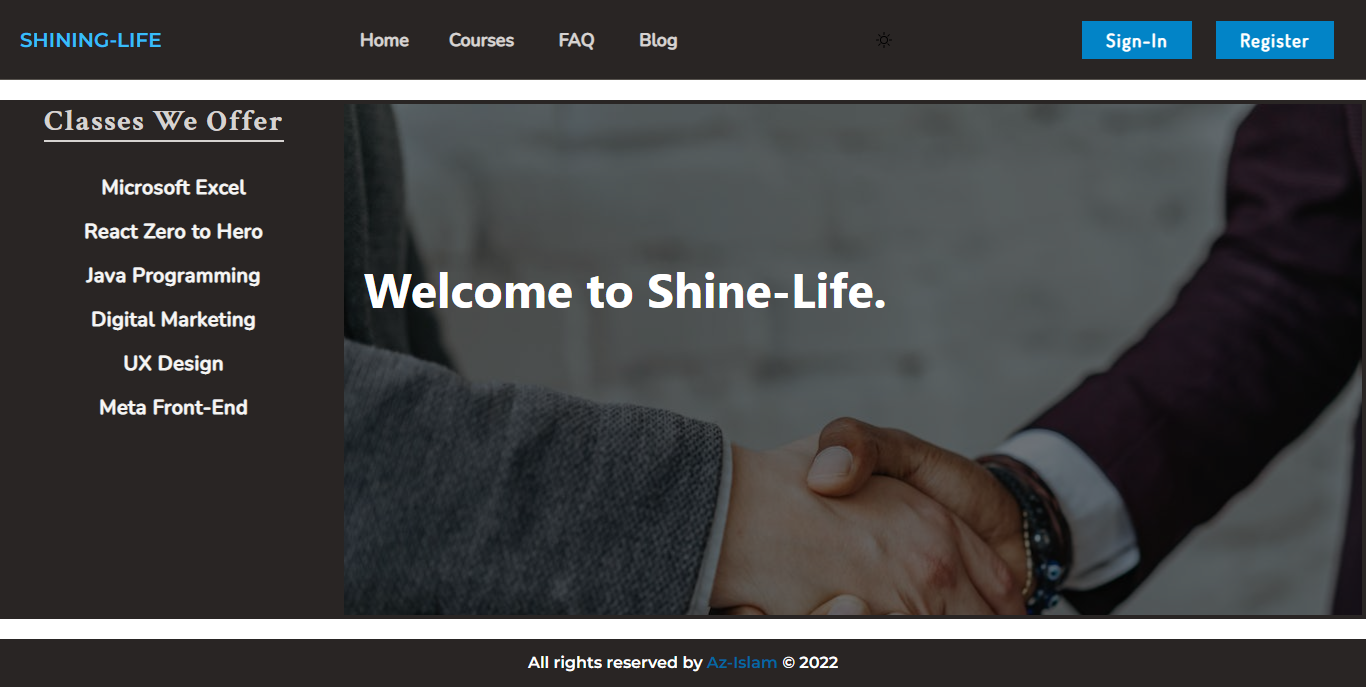 SHINING-LIFE
Home Courses FAQ Blog
Sign-In Register
Classes We Offer
Microsoft Excel
React Zero to Hero
Java Programming
Digital Marketing
UX Design
Meta Front-End
Welcome to Shine-Life.
All rights reserved by Az-Islam © 2022